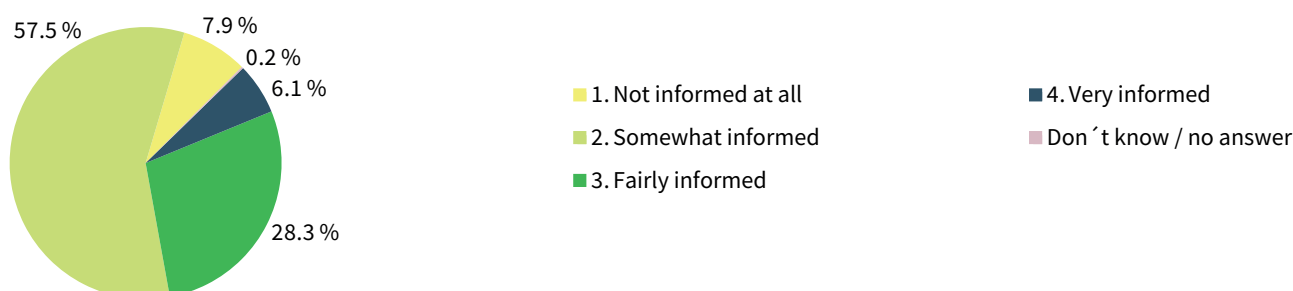 57.5 %
7.9 %
0.2 %
6.1 %
28.3 %
1. Not informed at all
2. Somewhat informed
3. Fairly informed
4. Very informed
Don´t know / no answer